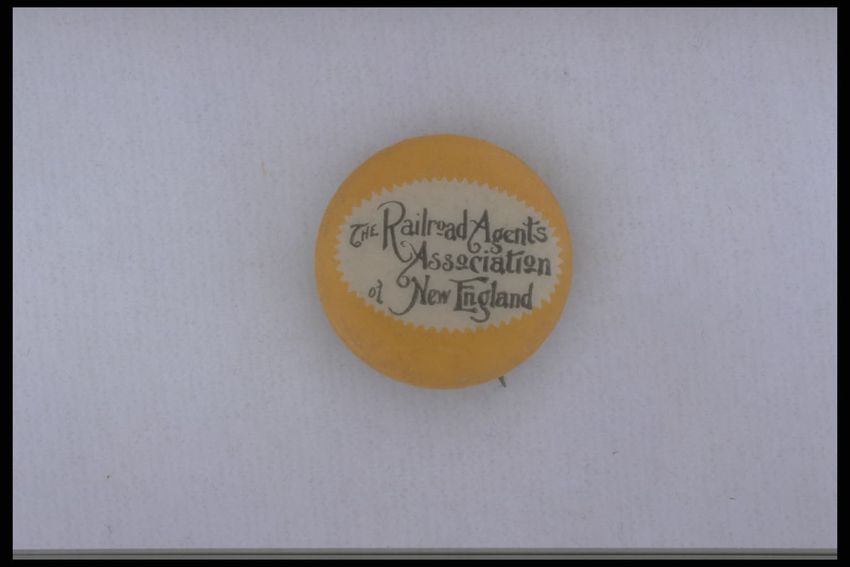 THE Railroad Agents
Association
of New England